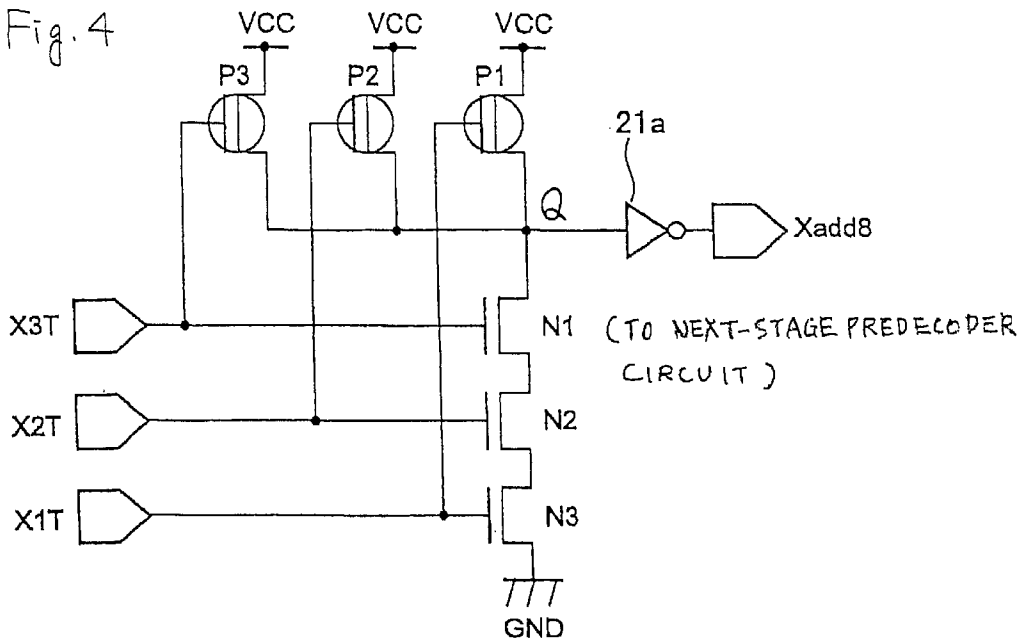 Fig. 4
VCC VCC VCC
P3 P2 P1
21a
Q
Xadd8
X3T
N1 (TO NEXT-STAGE PREDECODER
CIRCUIT)
X2T
N2
X1T
N3
GND